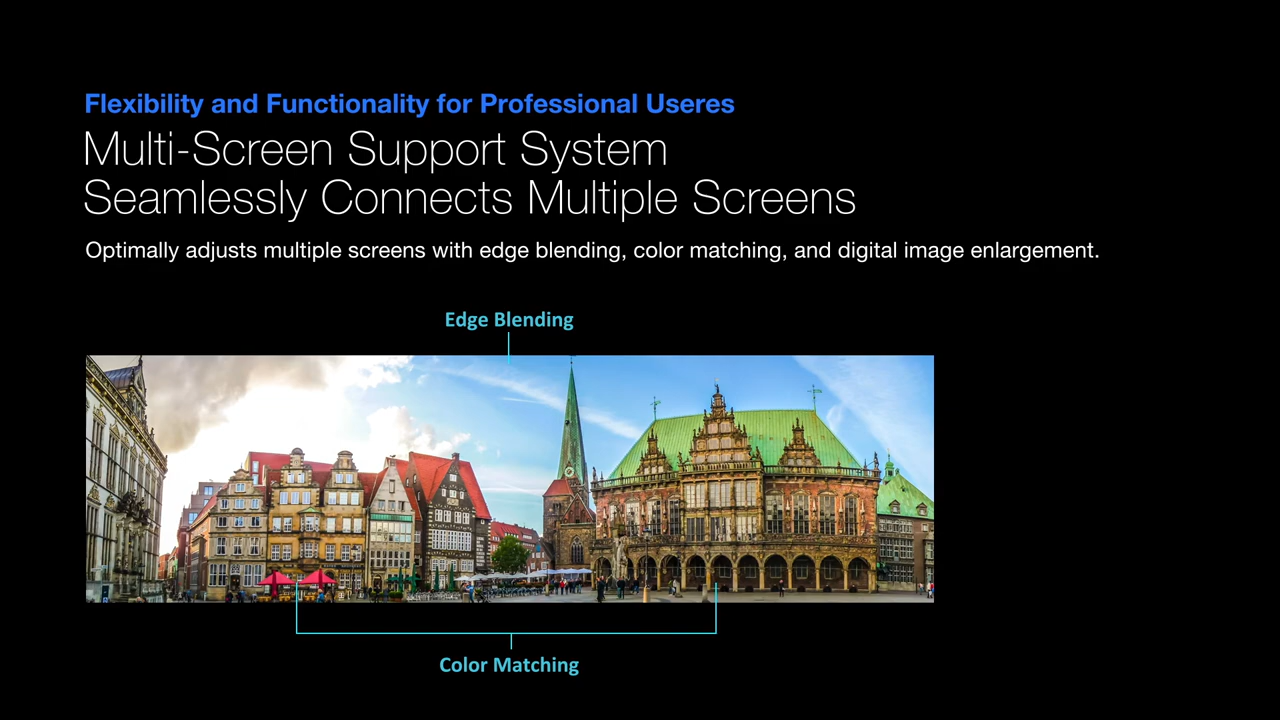 Flexibility and Functionality for Professional Useres
Multi-Screen Support System
Seamlessly Connects Multiple Screens
Optimally adjusts multiple screens with edge blending, color matching, and digital image enlargement.
Edge Blending
Color Matching